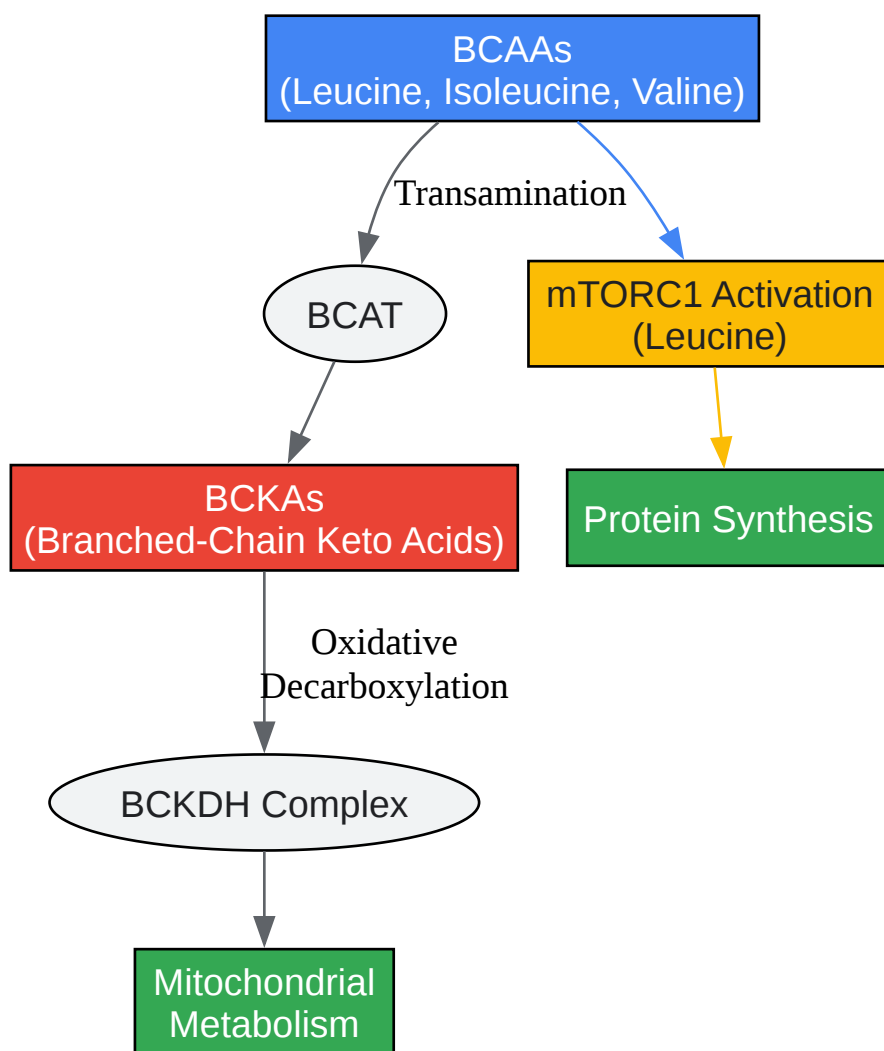 BCAAs
(Leucine, Isoleucine, Valine)
Transamination
BCAT
mTORC1 Activation
(Leucine)
BCKAs
(Branched-Chain Keto Acids)
Protein Synthesis
Oxidative
Decarboxylation
BCKDH Complex
Mitochondrial
Metabolism